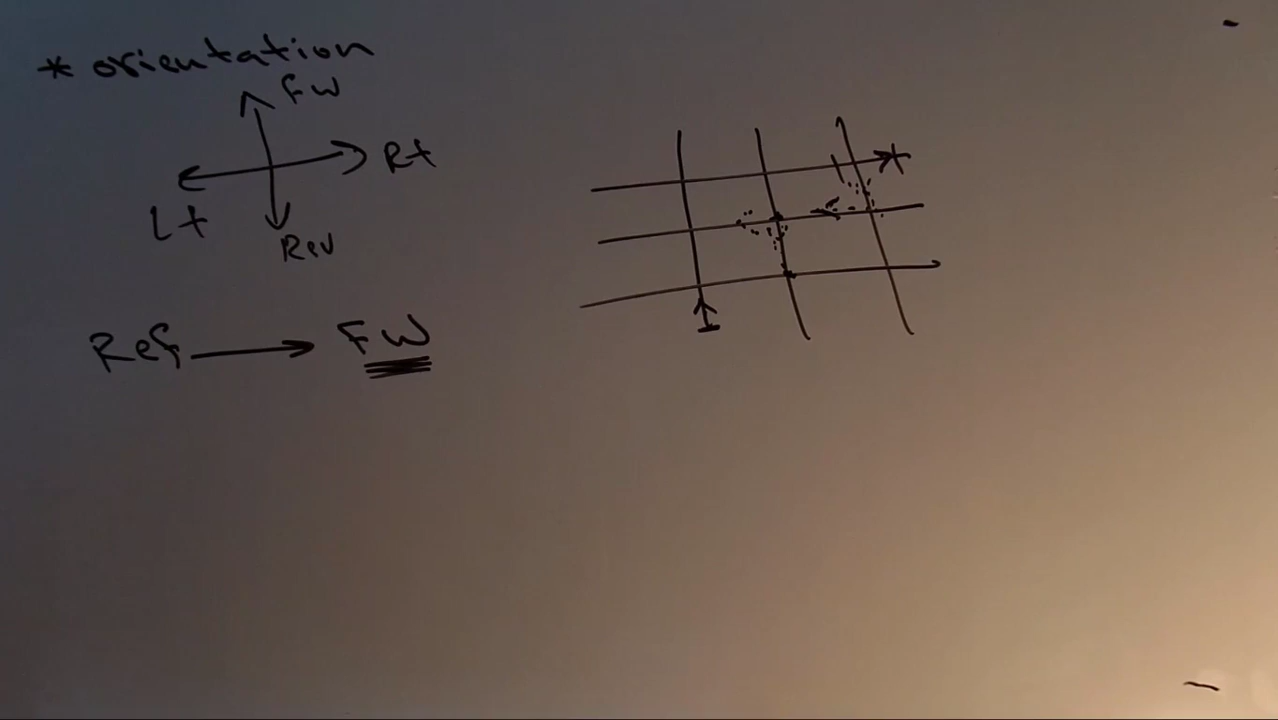 * orientation
FW
Rt
Lt
Rev
Ref → FW